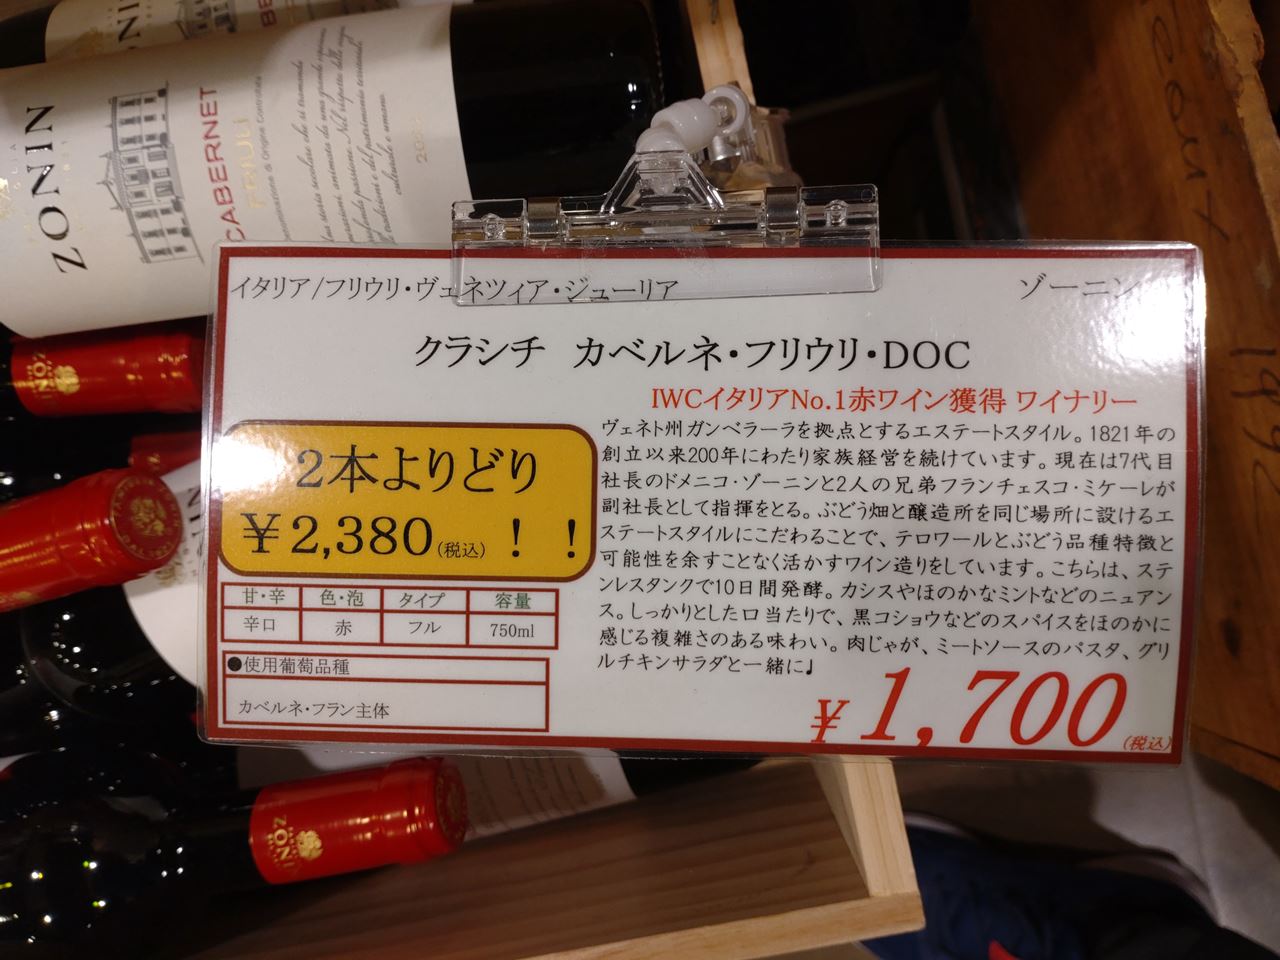 ZONIN
CABERNET
FRIULI
イタリア/フリウリ・ヴェネツィア・ジューリア
ゾーニン
クラシチ カベルネ・フリウリ・DOC
IWCイタリアNo.1赤ワイン獲得 ワイナリー
2本よりどり
￥2,380(税込)！！
甘・辛 色・泡 タイプ 容量
辛口 赤 フル 750ml
●使用葡萄品種
カベルネ・フラン主体
ヴェネト州ガンベラーラを拠点とするエステートスタイル。1821年の
創立以来200年にわたり家族経営を続けています。現在は7代目
社長のドメニコ・ゾーニンと2人の兄弟フランチェスコ・ミケーレが
副社長として指揮をとる。ぶどう畑と醸造所を同じ場所に設けるエ
ステートスタイルにこだわることで、テロワールとぶどう品種特徴と
可能性を余すことなく活かすワイン造りをしています。こちらは、ステ
ンレスタンクで10日間発酵。カシスやほのかなミントなどのニュアン
ス。しっかりとした口当たりで、黒コショウなどのスパイスをほのかに
感じる複雑さのある味わい。肉じゃが、ミートソースのパスタ、グリ
ルチキンサラダと一緒に♩
￥1,700
(税込)
ZONIN
ZONIN
1992